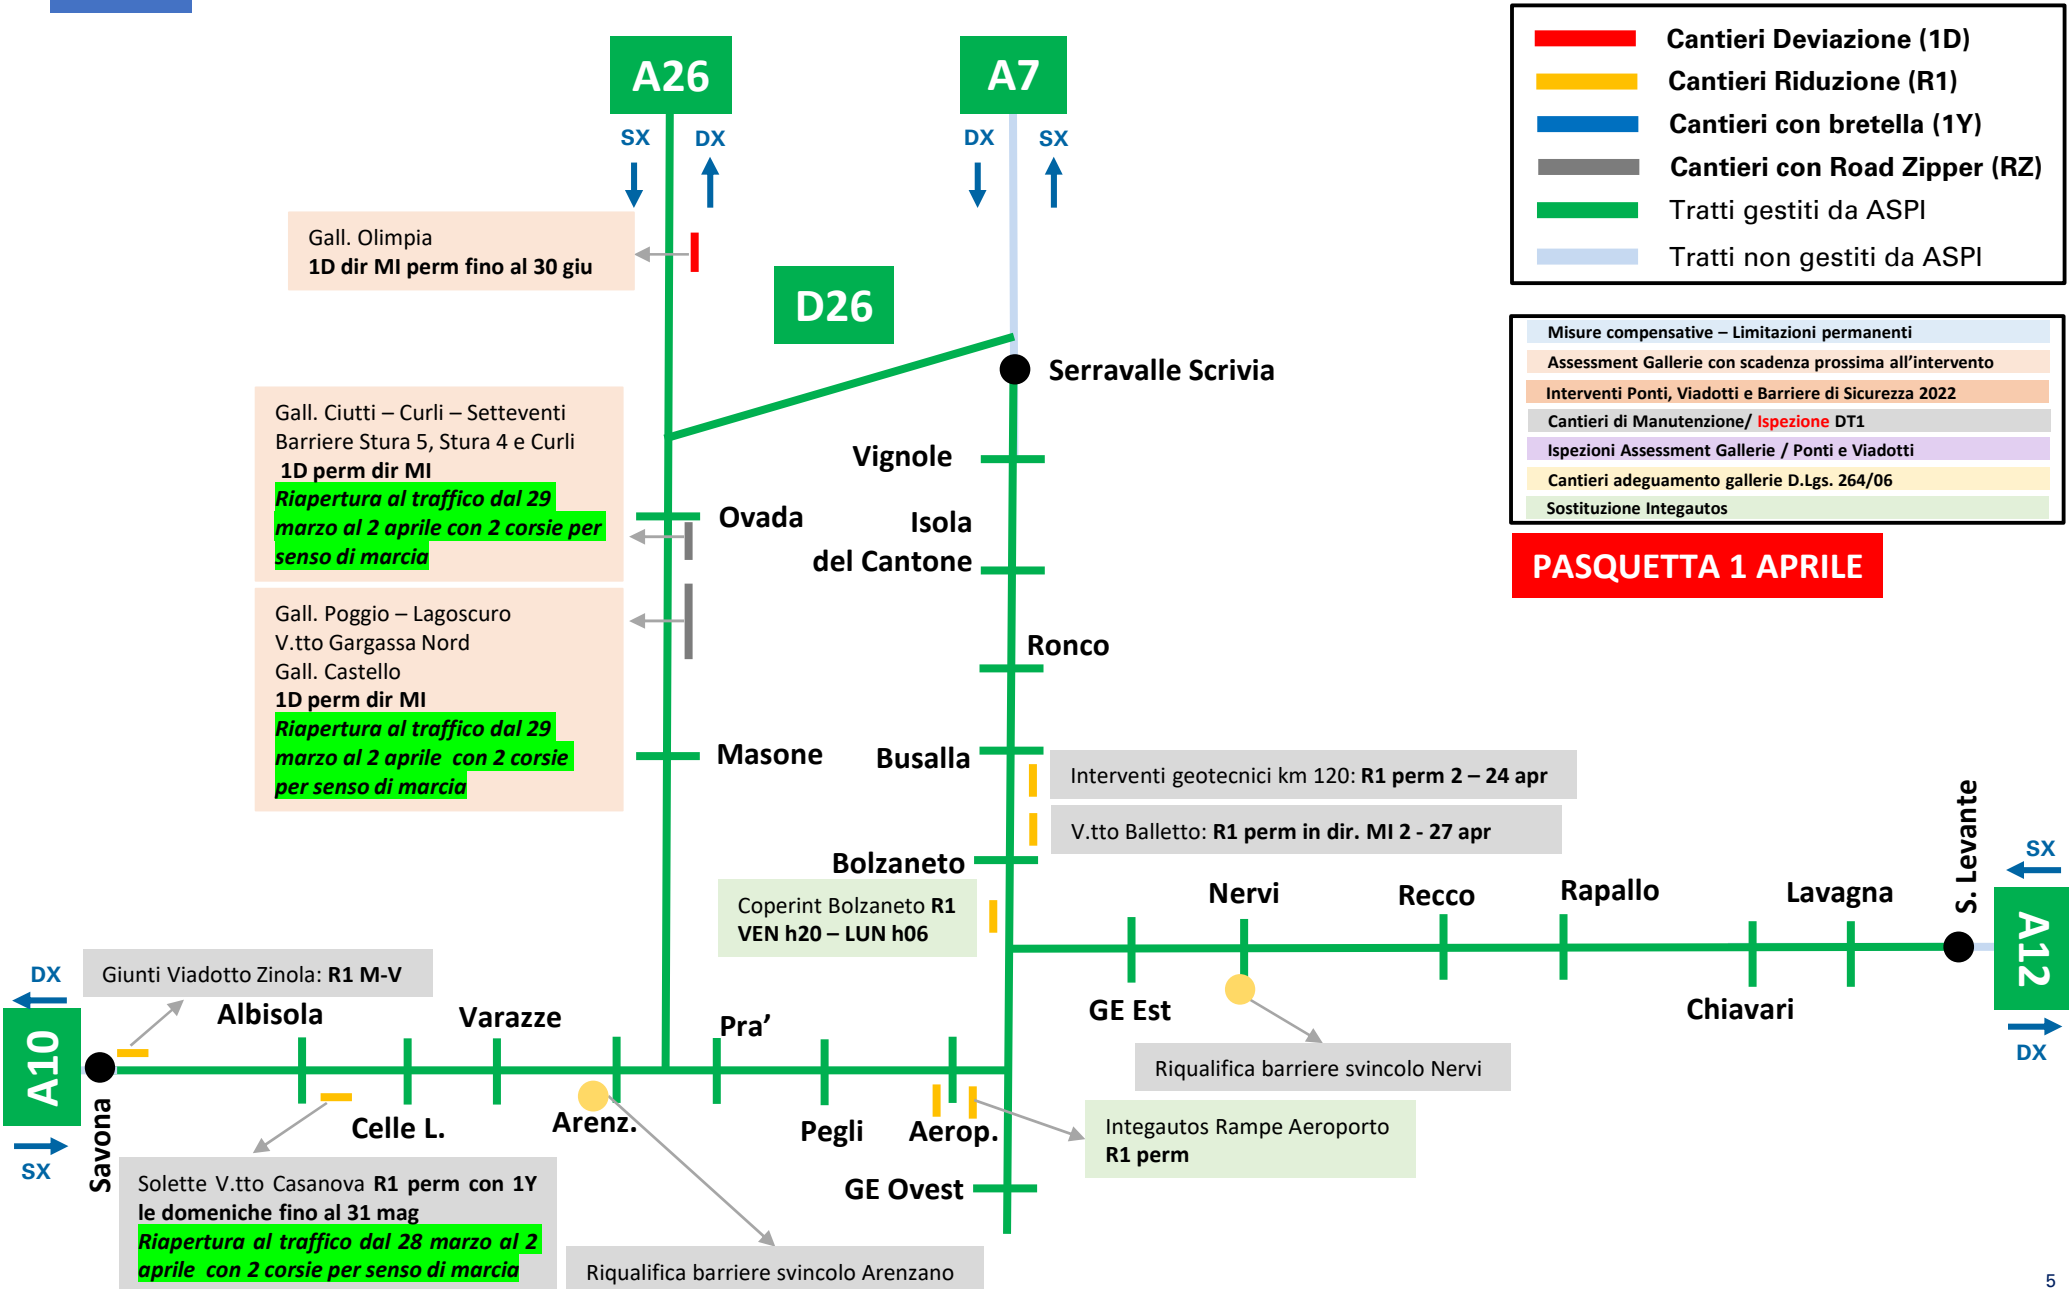 A26
A7
SX
DX
DX
SX
Cantieri Deviazione (1D)
Cantieri Riduzione (R1)
Cantieri con bretella (1Y)
Cantieri con Road Zipper (RZ)
Tratti gestiti da ASPI
Tratti non gestiti da ASPI
Misure compensative – Limitazioni permanenti
Assessment Gallerie con scadenza prossima all'intervento
Interventi Ponti, Viadotti e Barriere di Sicurezza 2022
Cantieri di Manutenzione/ Ispezione DT1
Ispezioni Assessment Gallerie / Ponti e Viadotti
Cantieri adeguamento gallerie D.Lgs. 264/06
Sostituzione Integautos
PASQUETTA 1 APRILE
Gall. Olimpia
1D dir MI perm fino al 30 giu
D26
Serravalle Scrivia
Gall. Ciutti – Curli – Setteventi
Barriere Stura 5, Stura 4 e Curli
1D perm dir MI
Riapertura al traffico dal 29
marzo al 2 aprile con 2 corsie per
senso di marcia
Vignole
Ovada
Isola
del Cantone
Gall. Poggio – Lagoscuro
V.tto Gargassa Nord
Gall. Castello
1D perm dir MI
Riapertura al traffico dal 29
marzo al 2 aprile con 2 corsie
per senso di marcia
Ronco
Masone
Busalla
Interventi geotecnici km 120: R1 perm 2 – 24 apr
V.tto Balletto: R1 perm in dir. MI 2 - 27 apr
Bolzaneto
Coperint Bolzaneto R1
VEN h20 – LUN h06
Nervi
Recco
Rapallo
Lavagna
S. Levante
SX
A12
DX
GE Est
Chiavari
Riqualifica barriere svincolo Nervi
Giunti Viadotto Zinola: R1 M-V
DX
A10
SX
Savona
Albisola
Varazze
Pra’
Celle L.
Arenz.
Pegli
Aerop.
Integautos Rampe Aeroporto
R1 perm
GE Ovest
Solette V.tto Casanova R1 perm con 1Y
le domeniche fino al 31 mag
Riapertura al traffico dal 28 marzo al 2
aprile con 2 corsie per senso di marcia
Riqualifica barriere svincolo Arenzano
5